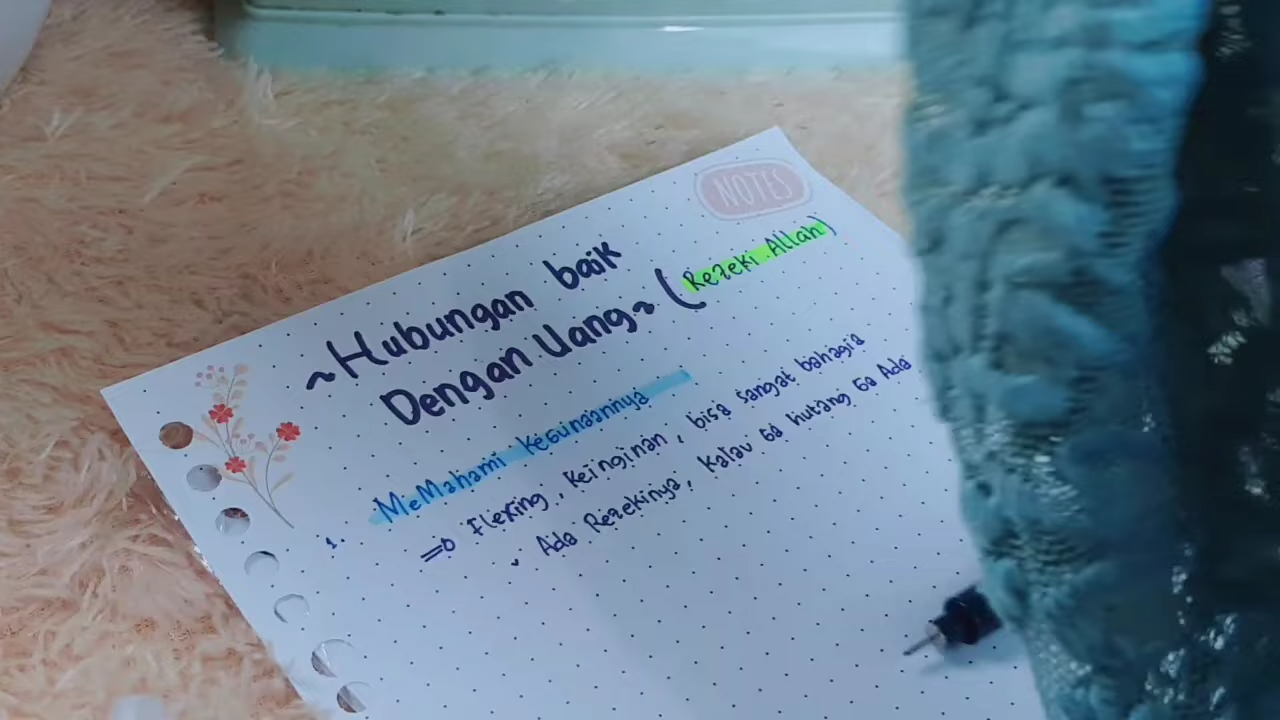 NOTES
~Hubungan baik
Dengan Uang~ (Rezeki Allah)
1. MeMahami keGunaannya
=o flexing, keinginan, bisa sangat bahagia
. Ada Rezekinya, kalau Ga hutang Ga Ada